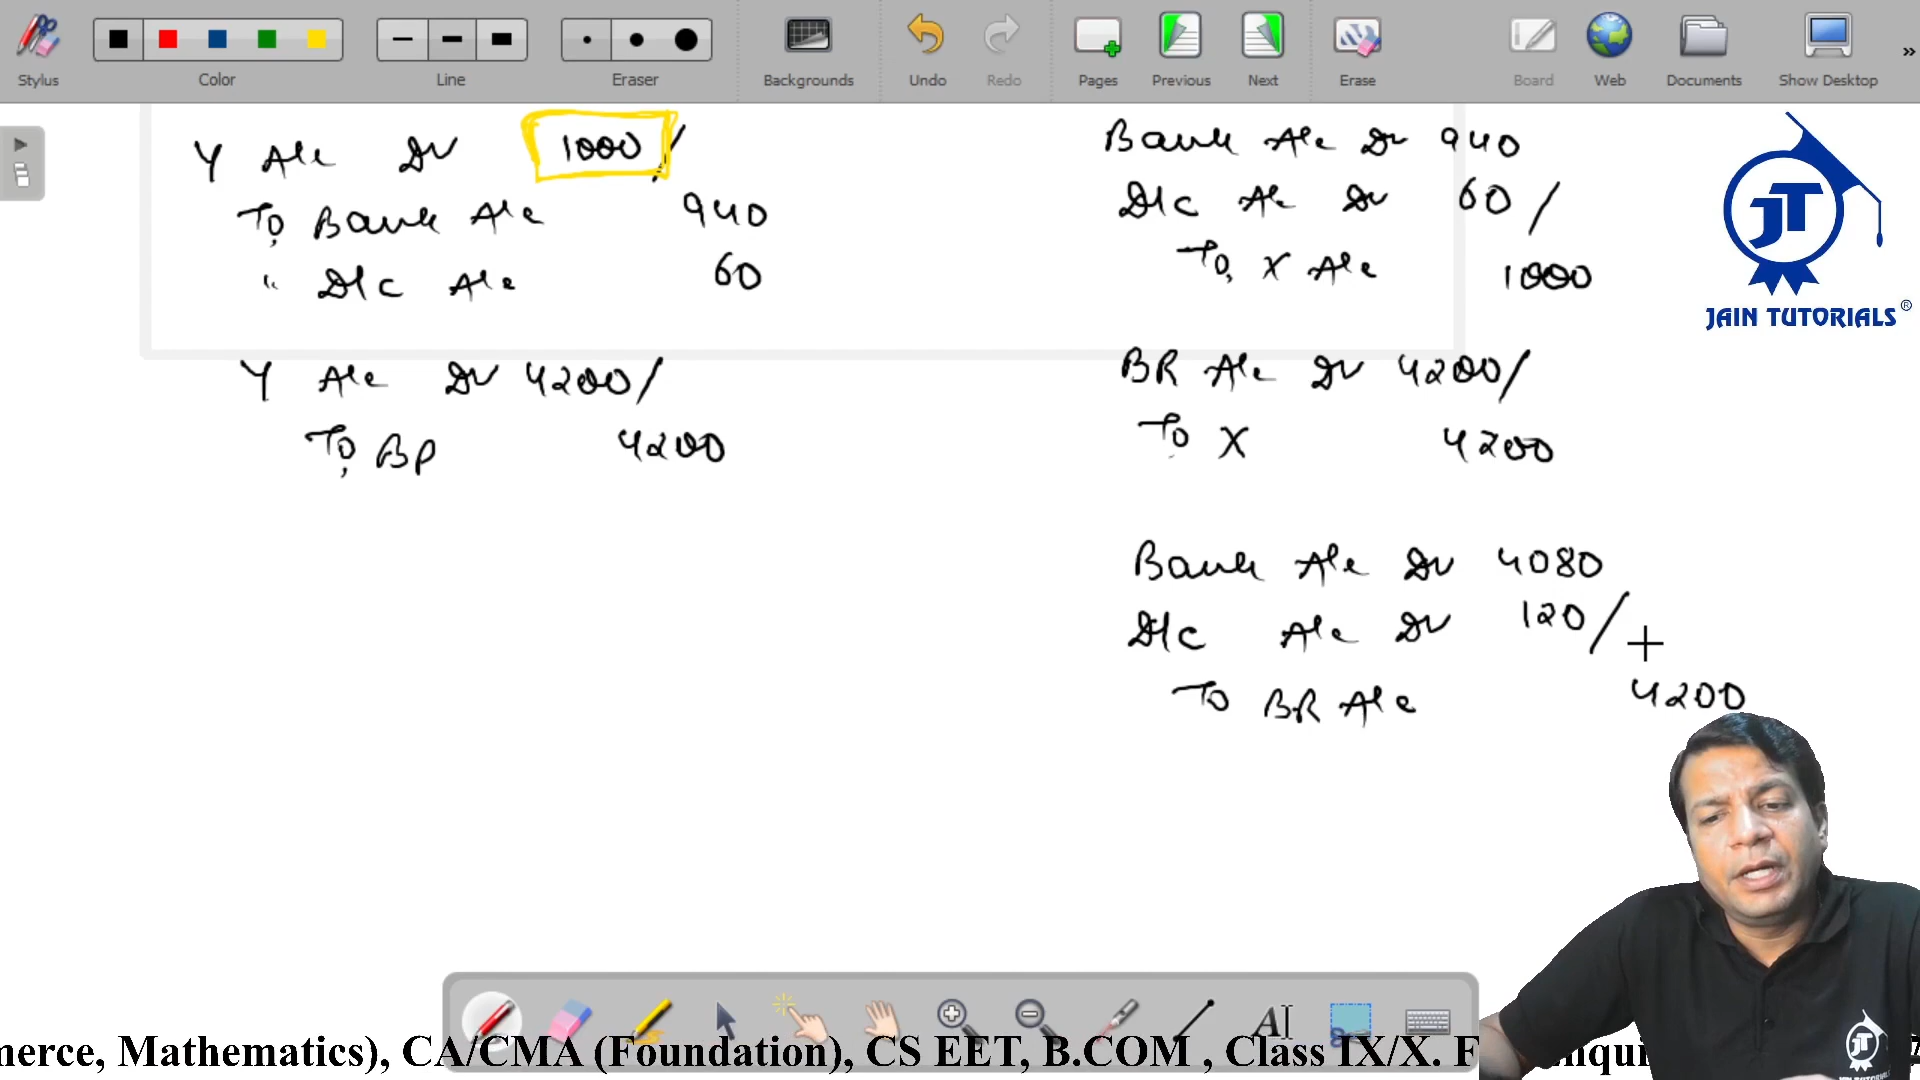 Stylus
Color
Line
Eraser
Backgrounds
Undo
Redo
Pages
Previous
Next
Erase
Board
Web
Documents
Show Desktop
»
Y A/c Dr 1000/
To Bank A/c 940
" D/c A/c 60
Y A/c Dr 4200/
To BP 4200
Bank A/c Dr 940
D/c A/c Dr 60/
To X A/c 1000
BR A/c Dr 4200/
To X 4200
Bank A/c Dr 4080
D/c A/c Dr 120/
To BR A/c 4200
JT
JAIN TUTORIALS®
JT
merce, Mathematics), CA/CMA (Foundation), CS EET, B.COM , Class IX/X. F